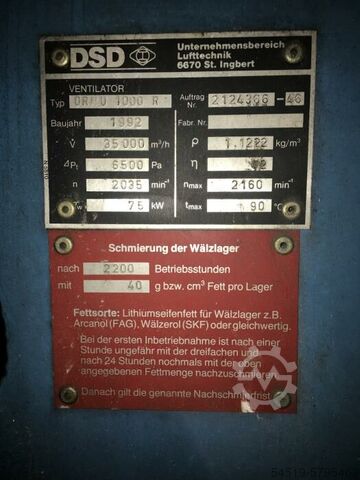 DSD
Unternehmensbereich
Lufttechnik
6670 St. Ingbert
VENTILATOR
Typ 1000 R Auftrag Nr. 2124306-46
Baujahr 1992 Fabr. Nr.
V̇ 35000 m³/h ρ 1.1222 kg/m³
Δpt 6500 Pa η
n 2035 min⁻¹ nmax 2160 min⁻¹
75 kW tmax 90 °C
Schmierung der Wälzlager
nach 2200 Betriebsstunden
mit 40 g bzw. cm³ Fett pro Lager
Fettsorte: Lithiumseifenfett für Wälzlager z.B.
Arcanol (FAG), Wälzerol (SKF) oder gleichwertig.
Bei der ersten Inbetriebnahme ist nach einer
Stunde ungefähr mit der dreifachen und
nach 24 Stunden nochmals mit der oben
angegebenen Fettmenge nachzuschmieren.
Danach gilt die genannte Nachschmierfrist.